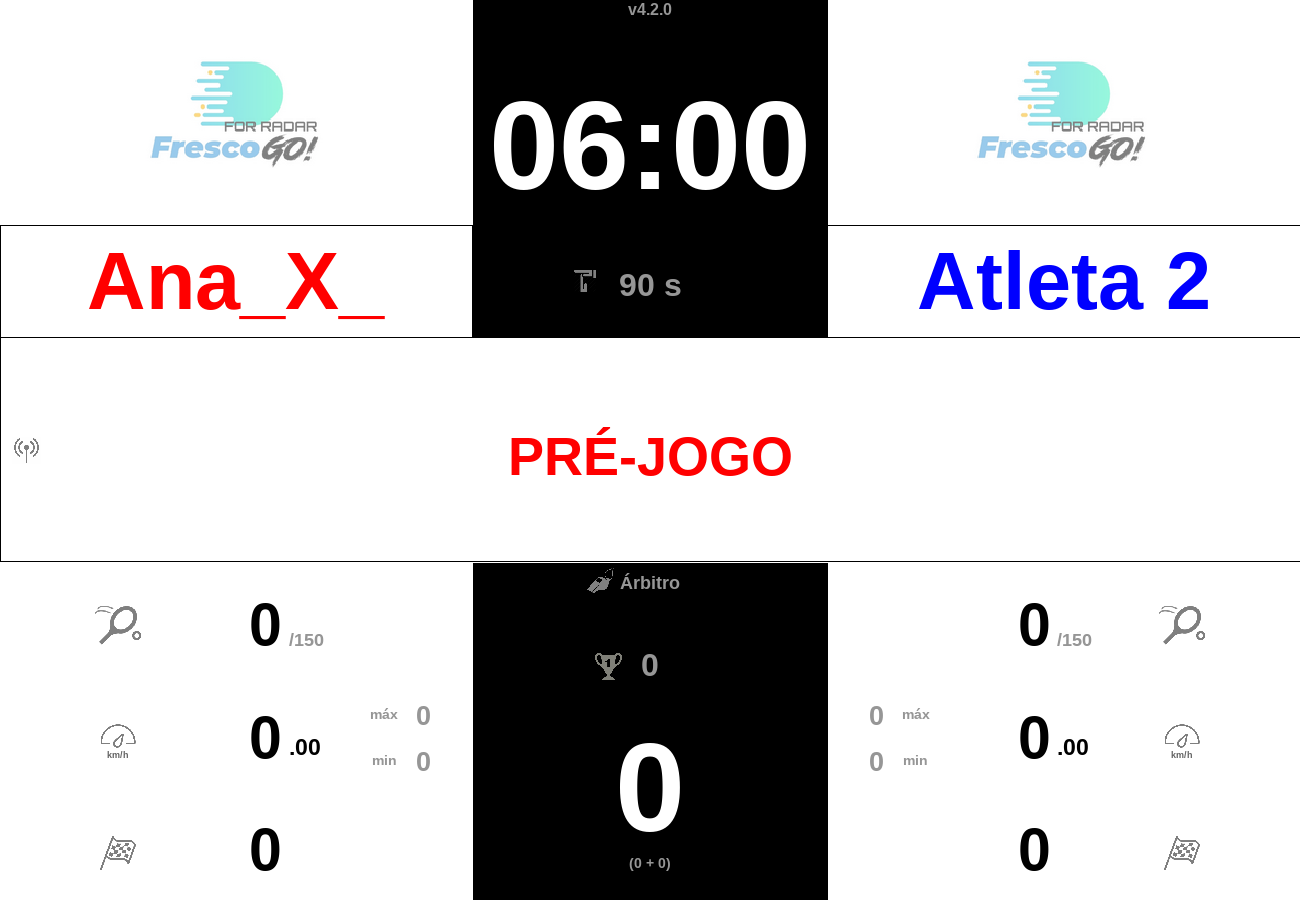 v4.2.0
FOR RADAR
FrescoGO!
06:00
FOR RADAR
FrescoGO!
Ana_X_
90 s
Atleta 2
PRÉ-JOGO
Árbitro
0 /150
0 /150
1 0
máx 0
0 máx
0 .00
0 .00
km/h
km/h
min 0
0 min
0
0
0
(0 + 0)